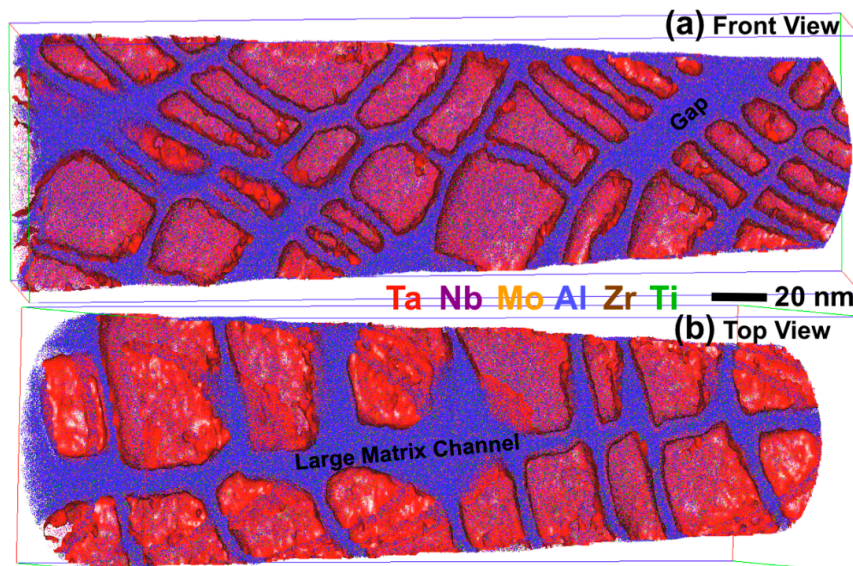 (a) Front View
Gap
Ta Nb Mo Al Zr Ti 20 nm
(b) Top View
Large Matrix Channel